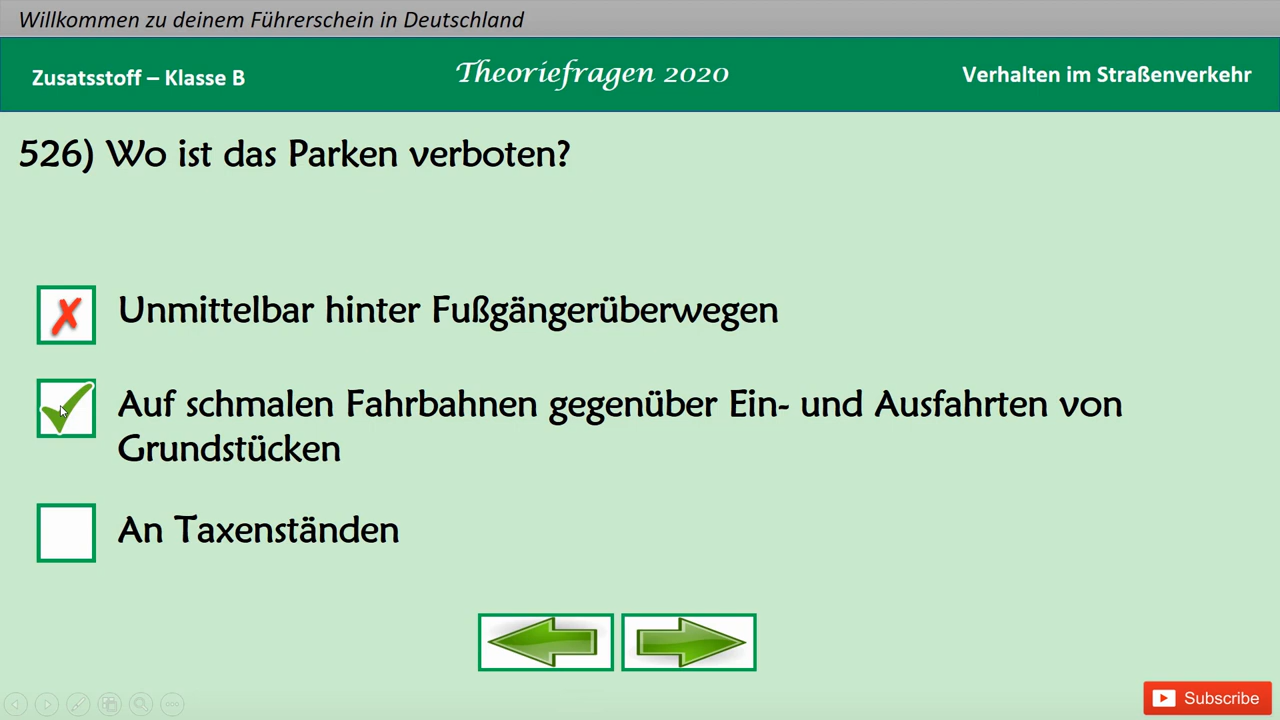 Willkommen zu deinem Führerschein in Deutschland
Zusatsstoff – Klasse B
Theoriefragen 2020
Verhalten im Straßenverkehr
526) Wo ist das Parken verboten?
Unmittelbar hinter Fußgängerüberwegen
Auf schmalen Fahrbahnen gegenüber Ein- und Ausfahrten von
Grundstücken
An Taxenständen
Subscribe